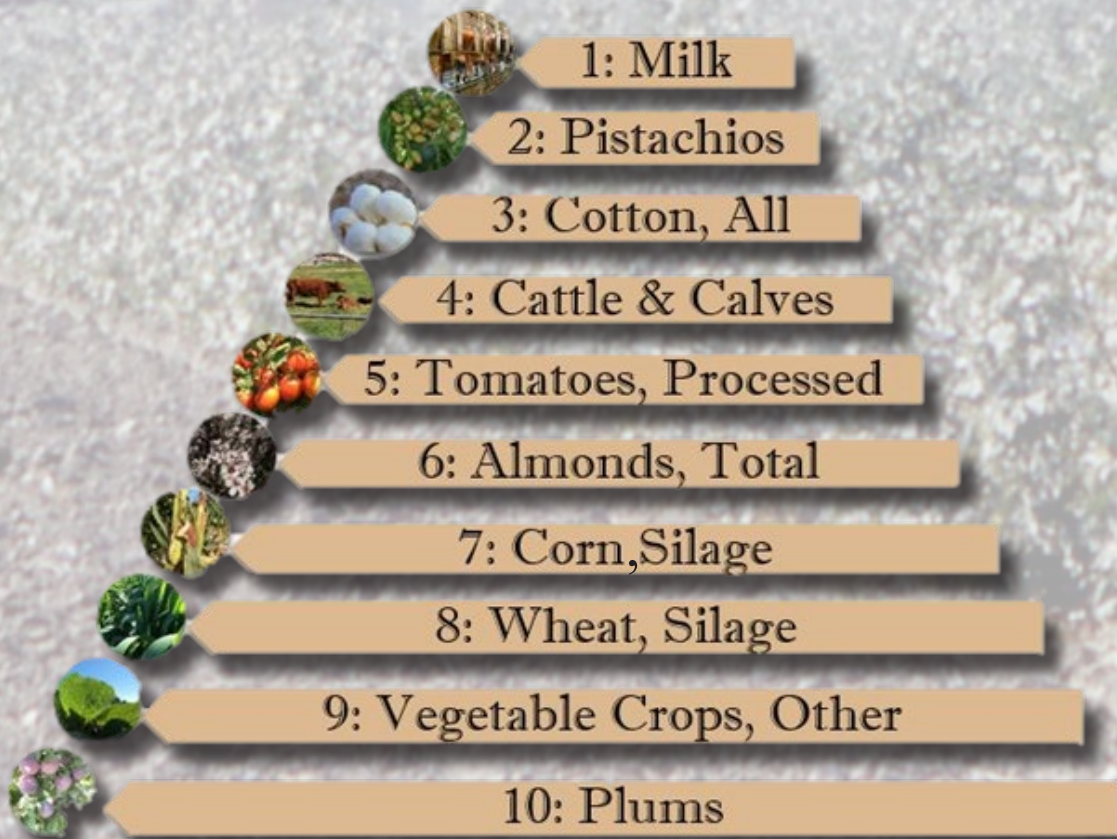 1: Milk
2: Pistachios
3: Cotton, All
4: Cattle & Calves
5: Tomatoes, Processed
6: Almonds, Total
7: Corn,Silage
8: Wheat, Silage
9: Vegetable Crops, Other
10: Plums